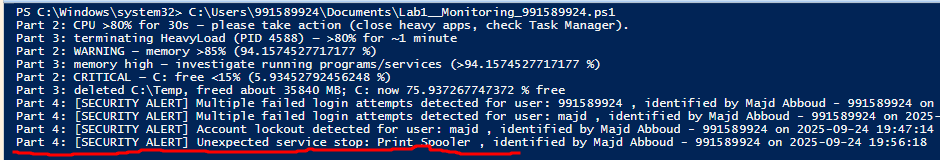 PS C:\Windows\system32> C:\Users\991589924\Documents\Lab1__Monitoring_991589924.ps1
Part 2: CPU >80% for 30s – please take action (close heavy apps, check Task Manager).
Part 3: terminating HeavyLoad (PID 4588) – >80% for ~1 minute
Part 2: WARNING – memory >85% (94.1574527717177 %)
Part 3: memory high – investigate running programs/services (>94.1574527717177 %)
Part 2: CRITICAL – C: free <15% (5.93452792456248 %)
Part 3: deleted C:\Temp, freed about 35840 MB; C: now 75.937267747372 % free
Part 4: [SECURITY ALERT] Multiple failed login attempts detected for user: 991589924 , identified by Majd Abboud - 991589924 on
Part 4: [SECURITY ALERT] Multiple failed login attempts detected for user: majd , identified by Majd Abboud - 991589924 on 2025-
Part 4: [SECURITY ALERT] Account lockout detected for user: majd , identified by Majd Abboud - 991589924 on 2025-09-24 19:47:14
Part 4: [SECURITY ALERT] Unexpected service stop: Print Spooler , identified by Majd Abboud - 991589924 on 2025-09-24 19:56:18